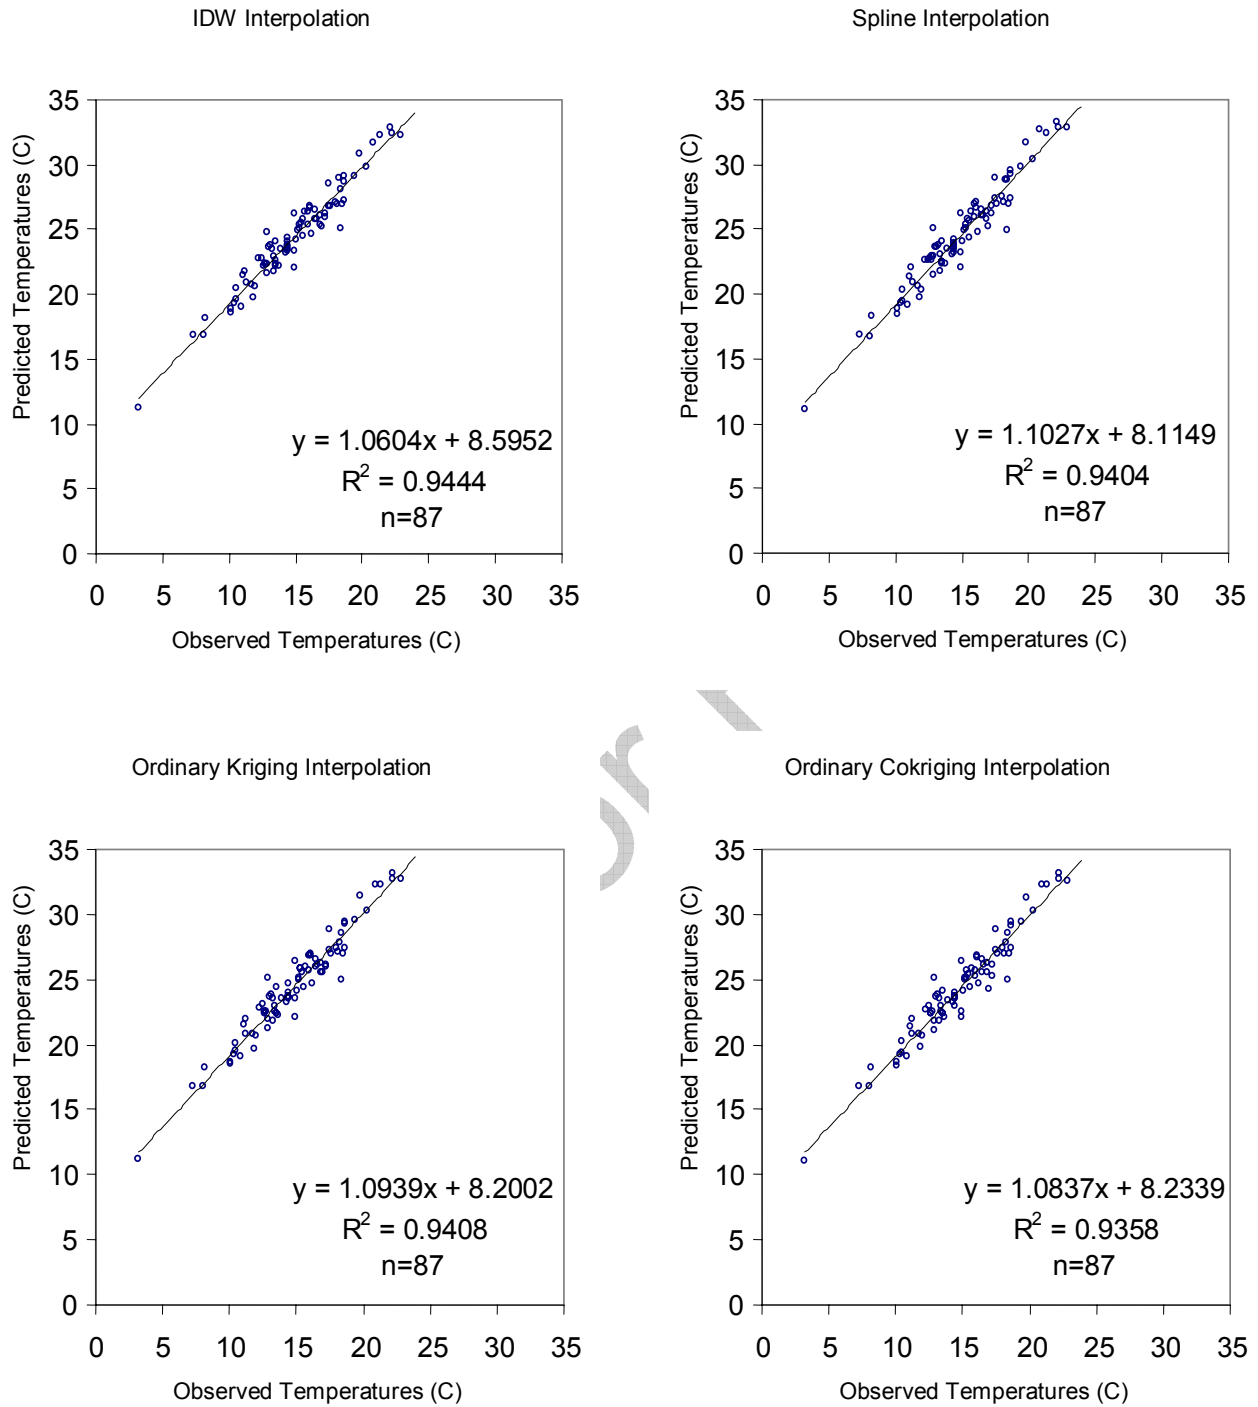 IDW Interpolation
35
30
25
20
15
10
5
0
Predicted Temperatures (C)
y = 1.0604x + 8.5952
R² = 0.9444
n=87
0 5 10 15 20 25 30 35
Observed Temperatures (C)
Spline Interpolation
35
30
25
20
15
10
5
0
Predicted Temperatures (C)
y = 1.1027x + 8.1149
R² = 0.9404
n=87
0 5 10 15 20 25 30 35
Observed Temperatures (C)
Ordinary Kriging Interpolation
35
30
25
20
15
10
5
0
Predicted Temperatures (C)
y = 1.0939x + 8.2002
R² = 0.9408
n=87
0 5 10 15 20 25 30 35
Observed Temperatures (C)
Ordinary Cokriging Interpolation
35
30
25
20
15
10
5
0
Predicted Temperatures (C)
y = 1.0837x + 8.2339
R² = 0.9358
n=87
0 5 10 15 20 25 30 35
Observed Temperatures (C)